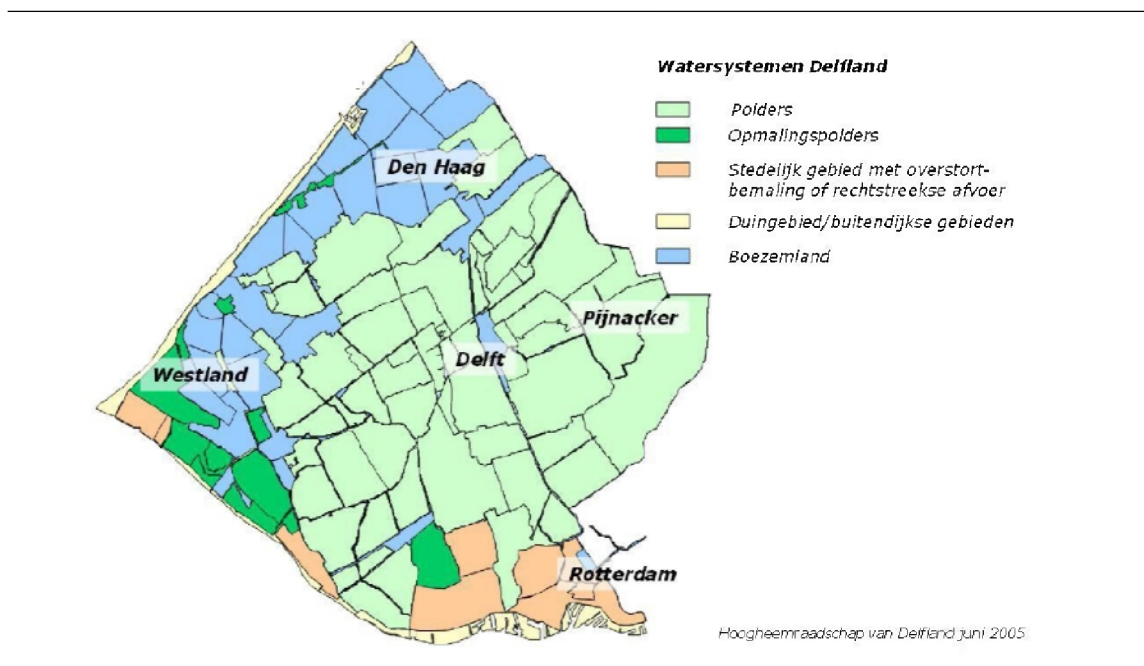 Watersystemen Delfland
Polders
Opmalingspolders
Stedelijk gebied met overstort-
bemaling of rechtstreekse afvoer
Duingebied/buitendijkse gebieden
Boezemland
Den Haag
Pijnacker
Delft
Westland
Rotterdam
Hoogheemraadschap van Delfland juni 2005